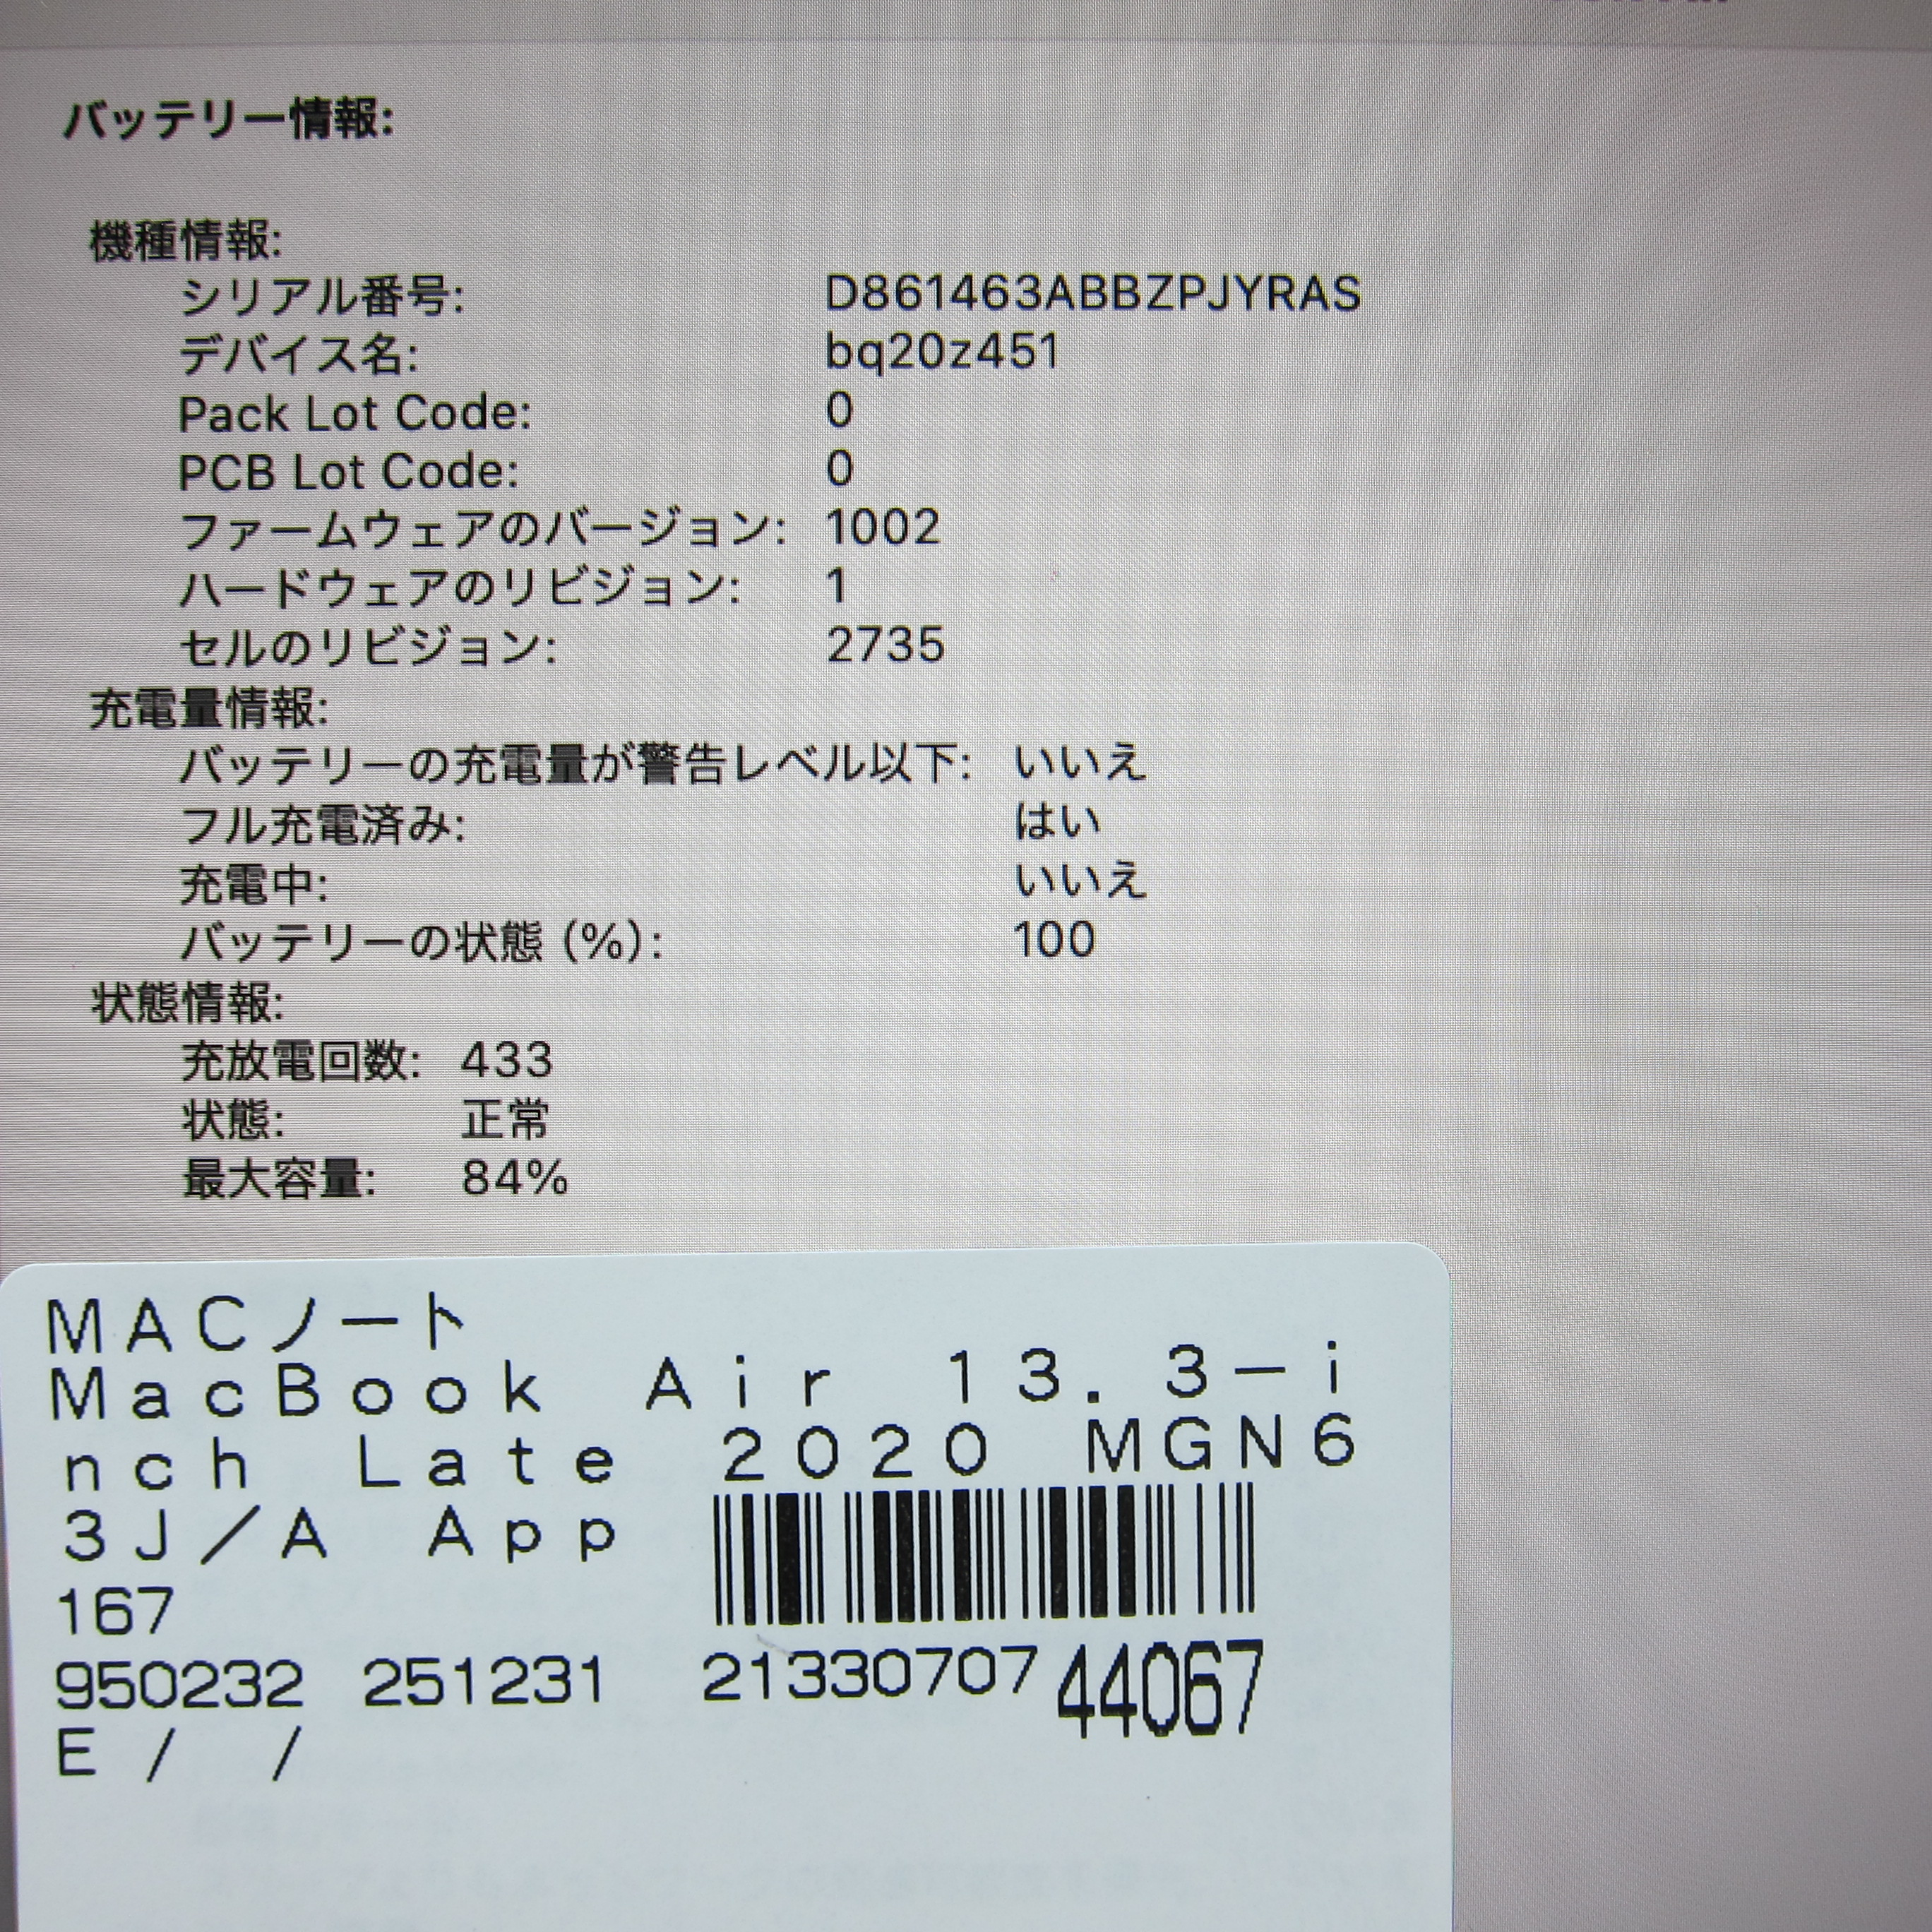 バッテリー情報:
機種情報:
シリアル番号: D861463ABBZPJYRAS
デバイス名: bq20z451
Pack Lot Code: 0
PCB Lot Code: 0
ファームウェアのバージョン: 1002
ハードウェアのリビジョン: 1
セルのリビジョン: 2735
充電量情報:
バッテリーの充電量が警告レベル以下: いいえ
フル充電済み: はい
充電中: いいえ
バッテリーの状態 (%): 100
状態情報:
充放電回数: 433
状態: 正常
最大容量: 84%
MACノート
MacBook Air 13.3-i
nch Late 2020 MGN6
3J/A App
167
950232 251231 2133070744067
E / /